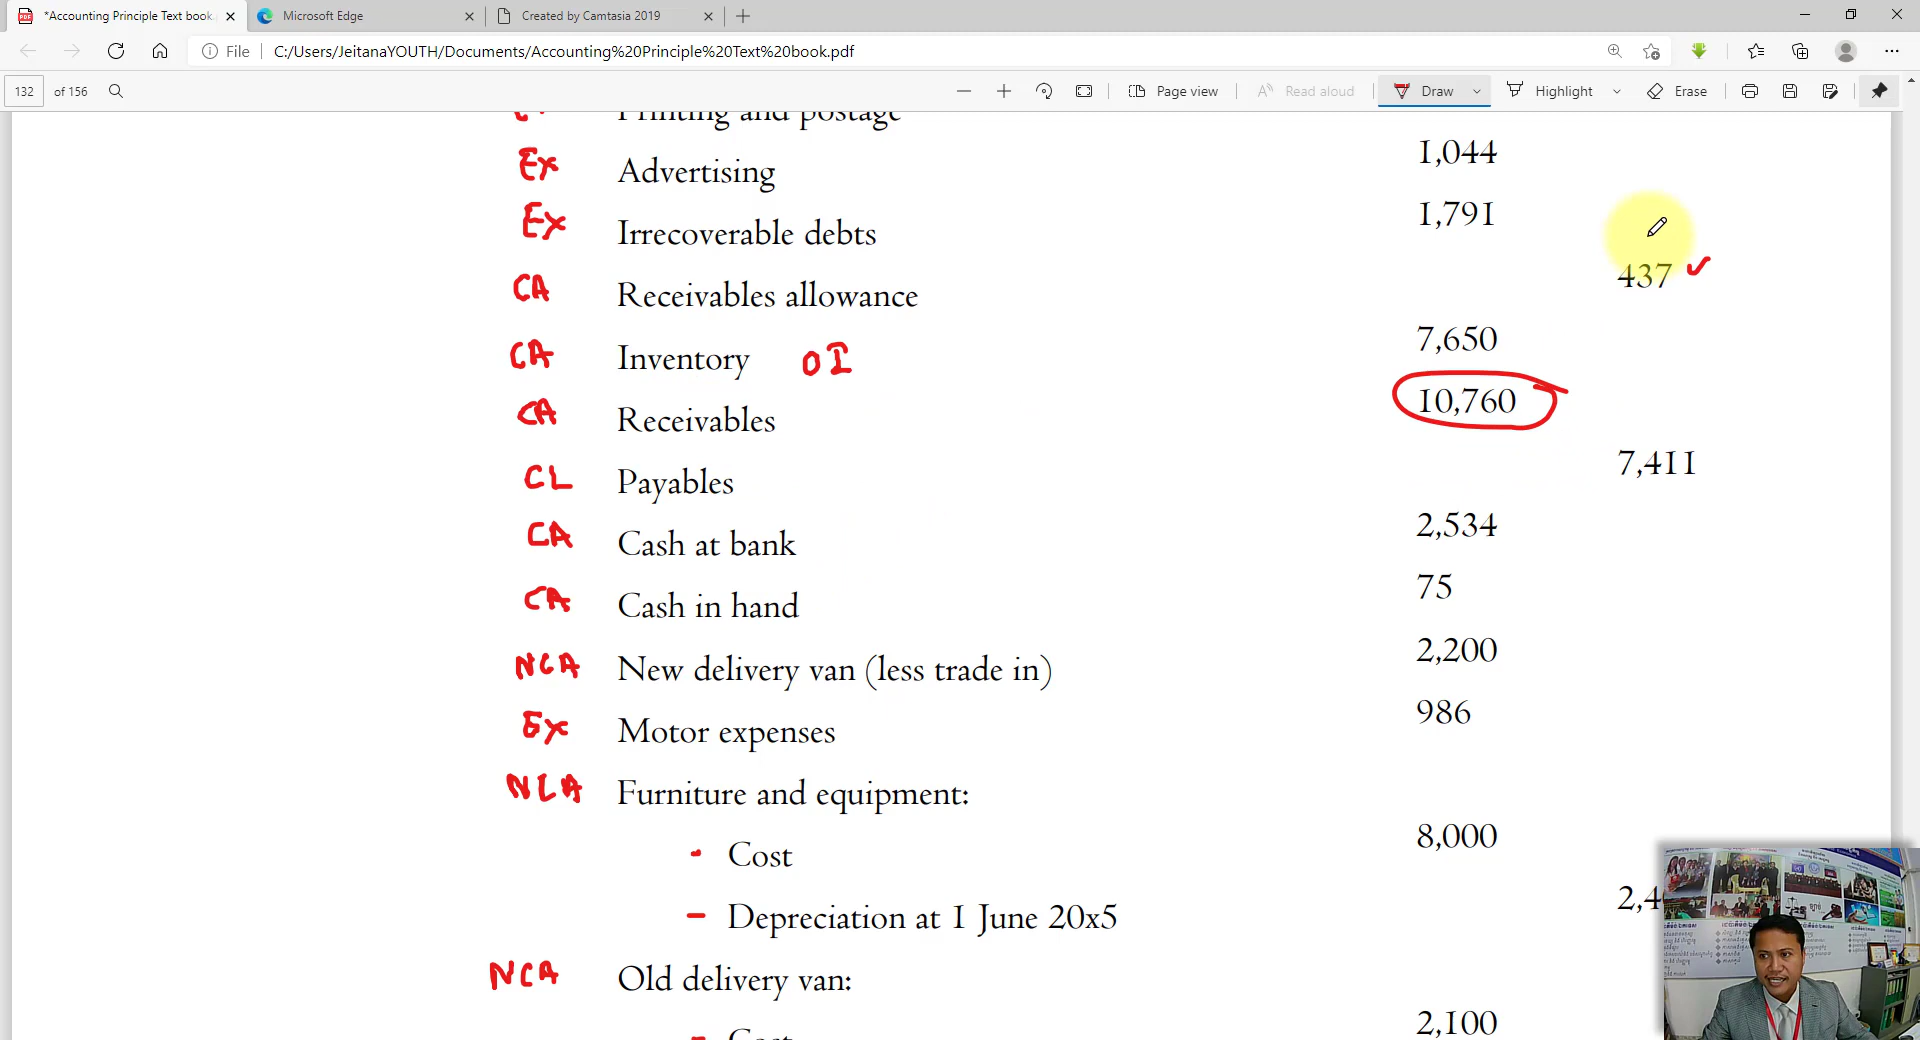 *Accounting Principle Text book.
Microsoft Edge
Created by Camtasia 2019
File
C:/Users/JeitanaYOUTH/Documents/Accounting%20Principle%20Text%20book.pdf
132 of 156
Page view
Read aloud
Draw
Highlight
Erase
Printing and postage
1,044
Ex Advertising
1,791
Ex Irrecoverable debts
437
CA Receivables allowance
7,650
CA Inventory OI
10,760
CA Receivables
7,411
CL Payables
2,534
CA Cash at bank
75
CA Cash in hand
2,200
NCA New delivery van (less trade in)
986
Ex Motor expenses
NCA Furniture and equipment:
8,000
- Cost
- Depreciation at 1 June 20x5
NCA Old delivery van:
2,100
- Cost